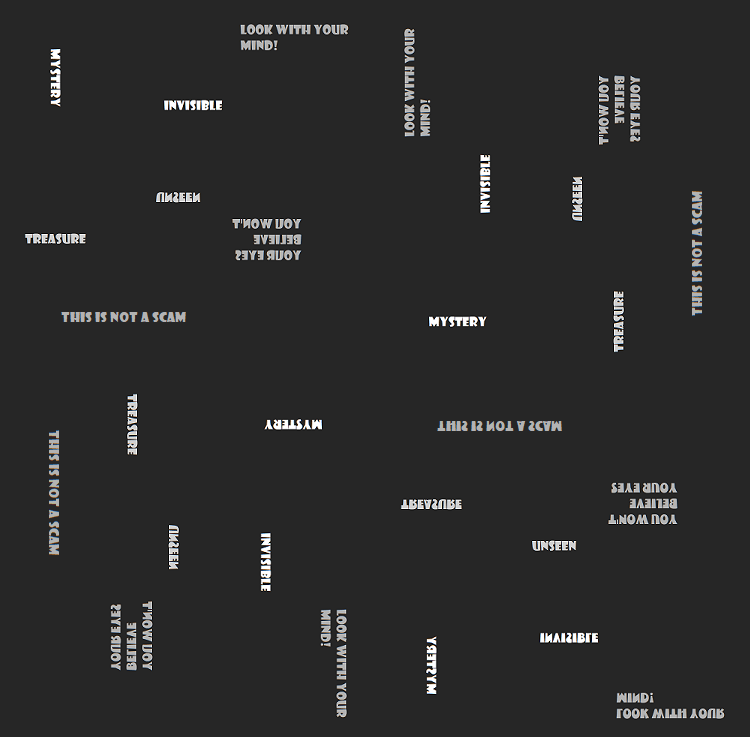 LOOK WITH YOUR
MIND!
LOOK WITH YOUR
MIND!
MYSTERY
INVISIBLE
YOU WON'T
BELIEVE
YOUR EYES
INVISIBLE
UNSEEN
UNSEEN
THIS IS NOT A SCAM
TREASURE
YOU WON'T
BELIEVE
YOUR EYES
THIS IS NOT A SCAM
MYSTERY
TREASURE
TREASURE
MYSTERY
THIS IS NOT A SCAM
THIS IS NOT A SCAM
TREASURE
YOU WON'T
BELIEVE
YOUR EYES
UNSEEN
INVISIBLE
UNSEEN
YOU WON'T
BELIEVE
YOUR EYES
LOOK WITH YOUR
MIND!
MYSTERY
INVISIBLE
LOOK WITH YOUR
MIND!